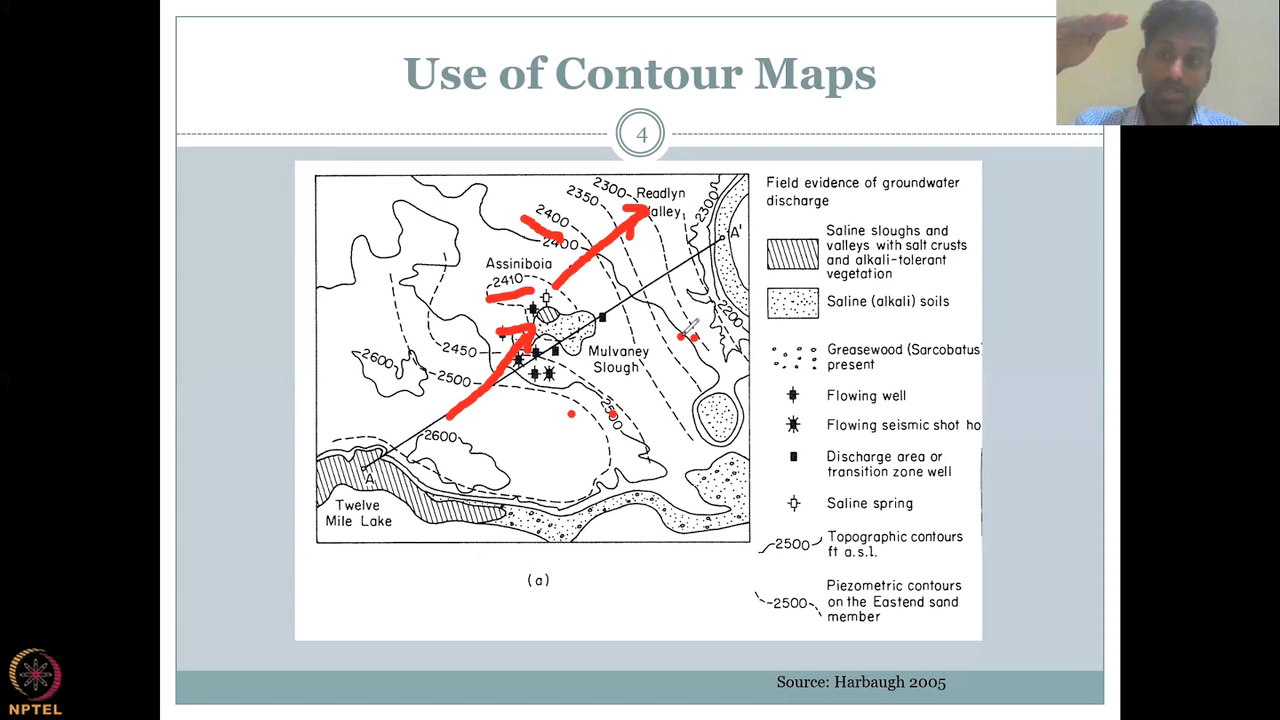 Use of Contour Maps
4
2300
Readlyn
Valley
2350
2400
2400
2300
A'
Assiniboia
2410
2200
2450
Mulvaney
Slough
2600
2500
2500
2600
A
Twelve
Mile Lake
(a)
Field evidence of groundwater
discharge
Saline sloughs and
valleys with salt crusts
and alkali-tolerant
vegetation
Saline (alkali) soils
Greasewood (Sarcobatus)
present
Flowing well
Flowing seismic shot ho
Discharge area or
transition zone well
Saline spring
2500
Topographic contours
ft a.s.l.
2500
Piezometric contours
on the Eastend sand
member
Source: Harbaugh 2005
NPTEL